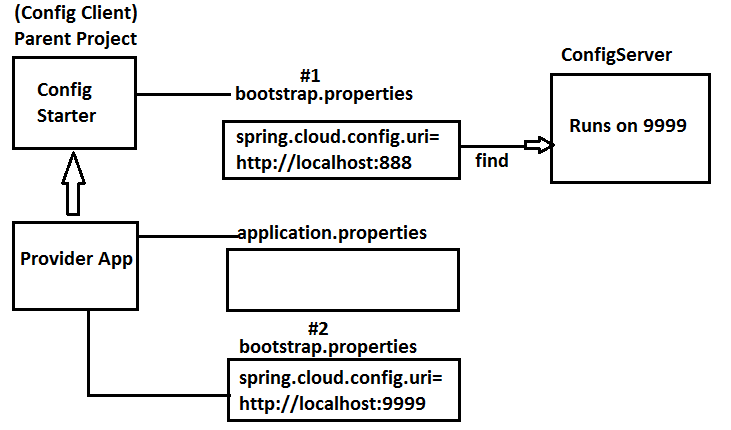 (Config Client)
Parent Project
Config
Starter
#1
bootstrap.properties
spring.cloud.config.uri=
http://localhost:888
find
ConfigServer
Runs on 9999
Provider App
application.properties
#2
bootstrap.properties
spring.cloud.config.uri=
http://localhost:9999